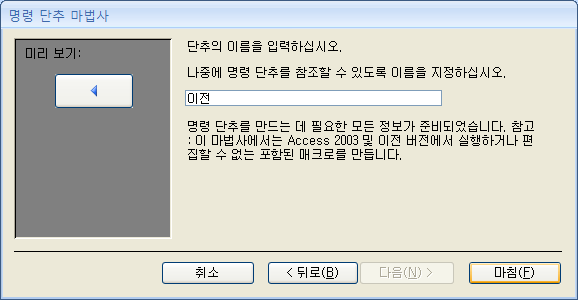 명령 단추 마법사
미리 보기:
단추의 이름을 입력하십시오.
나중에 명령 단추를 참조할 수 있도록 이름을 지정하십시오.
이전
명령 단추를 만드는 데 필요한 모든 정보가 준비되었습니다. 참고
: 이 마법사에서는 Access 2003 및 이전 버전에서 실행하거나 편
집할 수 없는 포함된 매크로를 만듭니다.
취소
< 뒤로(B)
다음(N) >
마침(F)